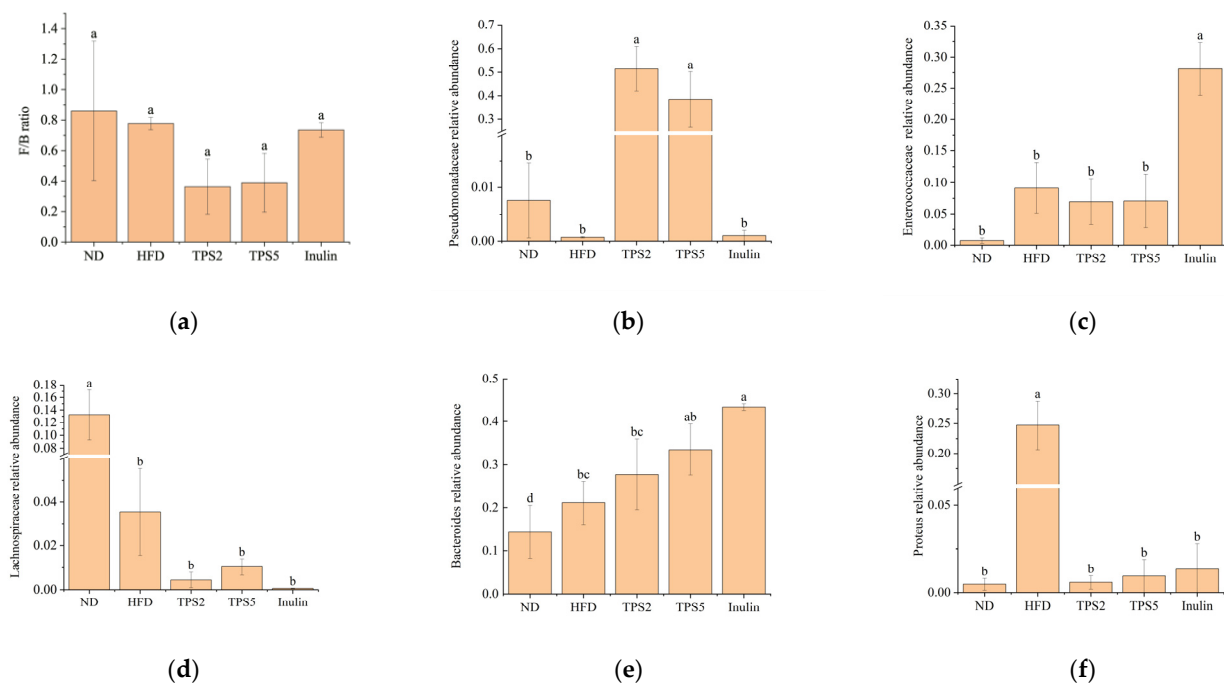 F/B ratio
1.4
1.2
1.0
0.8
0.6
0.4
0.2
0.0
a a a a a
ND HFD TPS2 TPS5 Inulin
(a)
Pseudomonadaceae relative abundance
0.7
0.6
0.5
0.4
0.3
0.01
0.00
b b a a b
ND HFD TPS2 TPS5 Inulin
(b)
Enterococcaceae relative abundance
0.30
0.25
0.20
0.15
0.10
0.05
0.00
b b b b a
ND HFD TPS2 TPS5 Inulin
(c)
Lachnospiraceae relative abundance
0.18
0.16
0.14
0.12
0.10
0.08
0.04
0.02
0.00
a b b b b
ND HFD TPS2 TPS5 Inulin
(d)
Bacteroides relative abundance
0.5
0.4
0.3
0.2
0.1
0.0
d bc bc ab a
ND HFD TPS2 TPS5 Inulin
(e)
Proteus relative abundance
0.30
0.25
0.20
0.05
0.00
b a b b b
ND HFD TPS2 TPS5 Inulin
(f)